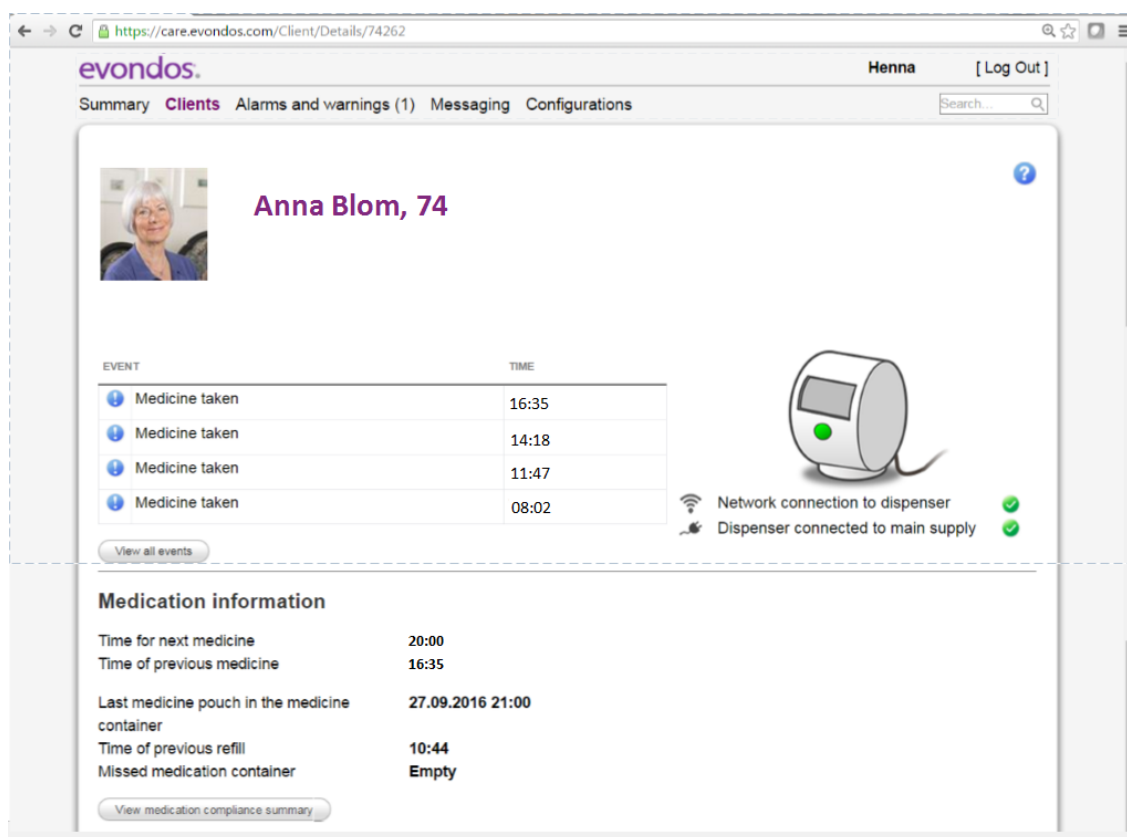 https://care.evondos.com/Client/Details/74262
evondos.
Henna [ Log Out ]
Summary Clients Alarms and warnings (1) Messaging Configurations
Search...
Anna Blom, 74
?
EVENT TIME
Medicine taken 16:35
Medicine taken 14:18
Medicine taken 11:47
Medicine taken 08:02
Network connection to dispenser
Dispenser connected to main supply
View all events
Medication information
Time for next medicine 20:00
Time of previous medicine 16:35
Last medicine pouch in the medicine 27.09.2016 21:00
container
Time of previous refill 10:44
Missed medication container Empty
View medication compliance summary